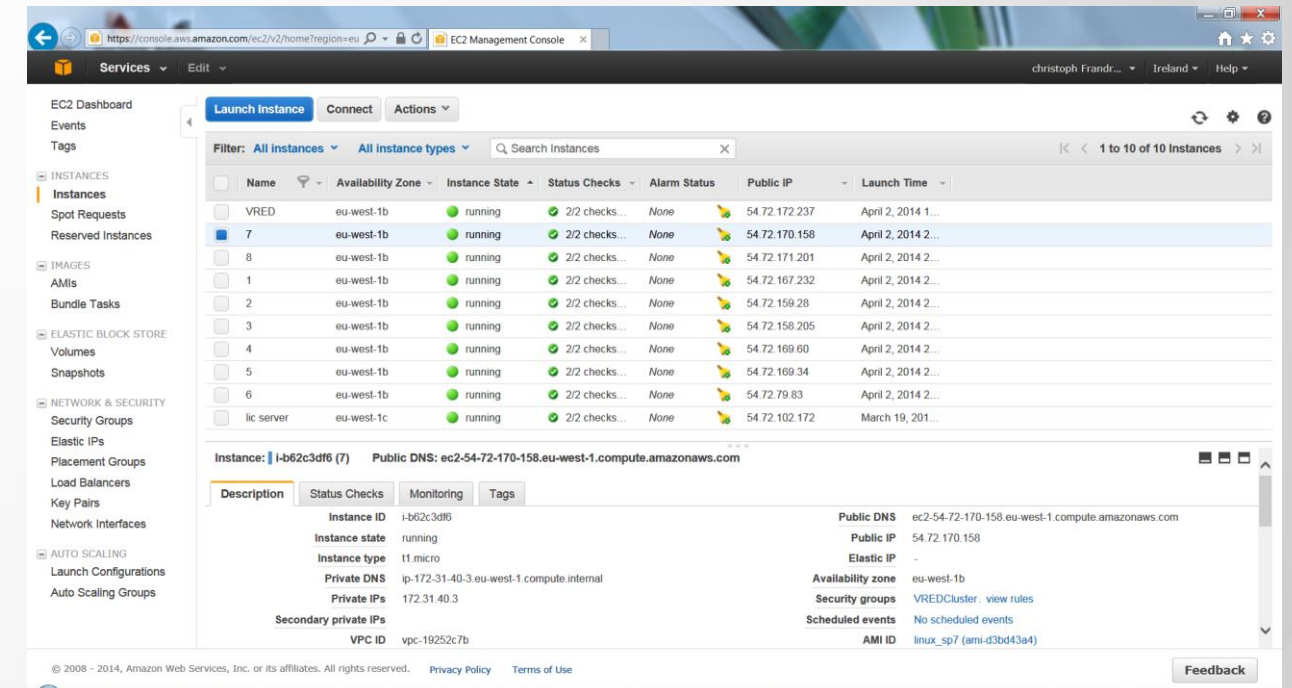 https://console.aws.amazon.com/ec2/v2/home?region=eu
EC2 Management Console
Services Edit christoph Frandr... Ireland Help
EC2 Dashboard
Events
Tags
INSTANCES
Instances
Spot Requests
Reserved Instances
IMAGES
AMIs
Bundle Tasks
ELASTIC BLOCK STORE
Volumes
Snapshots
NETWORK & SECURITY
Security Groups
Elastic IPs
Placement Groups
Load Balancers
Key Pairs
Network Interfaces
AUTO SCALING
Launch Configurations
Auto Scaling Groups
Launch Instance Connect Actions
Filter: All instances All instance types Search Instances 1 to 10 of 10 Instances
Name Availability Zone Instance State Status Checks Alarm Status Public IP Launch Time
VRED eu-west-1b running 2/2 checks... None 54.72.172.237 April 2, 2014 1...
7 eu-west-1b running 2/2 checks... None 54.72.170.158 April 2, 2014 2...
8 eu-west-1b running 2/2 checks... None 54.72.171.201 April 2, 2014 2...
1 eu-west-1b running 2/2 checks... None 54.72.167.232 April 2, 2014 2...
2 eu-west-1b running 2/2 checks... None 54.72.159.28 April 2, 2014 2...
3 eu-west-1b running 2/2 checks... None 54.72.158.205 April 2, 2014 2...
4 eu-west-1b running 2/2 checks... None 54.72.169.60 April 2, 2014 2...
5 eu-west-1b running 2/2 checks... None 54.72.169.34 April 2, 2014 2...
6 eu-west-1b running 2/2 checks... None 54.72.79.83 April 2, 2014 2...
lic server eu-west-1c running 2/2 checks... None 54.72.102.172 March 19, 201...
Instance: i-b62c3df6 (7) Public DNS: ec2-54-72-170-158.eu-west-1.compute.amazonaws.com
Description Status Checks Monitoring Tags
Instance ID i-b62c3df6 Public DNS ec2-54-72-170-158.eu-west-1.compute.amazonaws.com
Instance state running Public IP 54.72.170.158
Instance type t1.micro Elastic IP -
Private DNS ip-172-31-40-3.eu-west-1.compute.internal Availability zone eu-west-1b
Private IPs 172.31.40.3 Security groups VREDCluster. view rules
Secondary private IPs Scheduled events No scheduled events
VPC ID vpc-19252c7b AMI ID linux_sp7 (ami-d3bd43a4)
© 2008 - 2014, Amazon Web Services, Inc. or its affiliates. All rights reserved. Privacy Policy Terms of Use Feedback